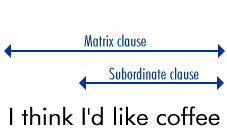 Matrix clause
Subordinate clause
I think I'd like coffee